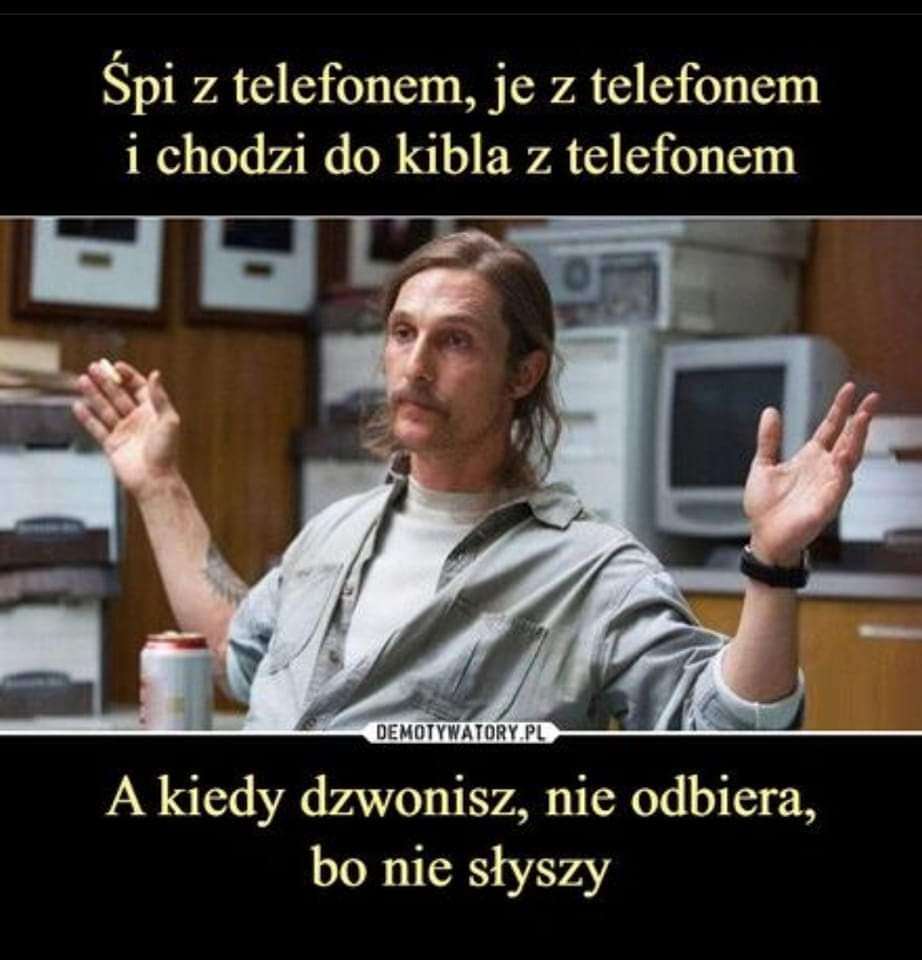 Śpi z telefonem, je z telefonem
i chodzi do kibla z telefonem
DEMOTYWATORY.PL
A kiedy dzwonisz, nie odbiera,
bo nie słyszy